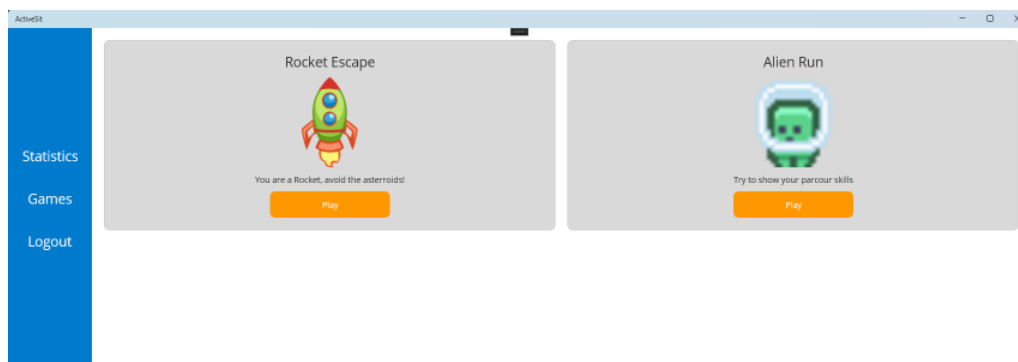 ActiveSit
Statistics
Games
Logout
Rocket Escape
You are a Rocket, avoid the asterroids!
Play
Alien Run
Try to show your parcour skills
Play